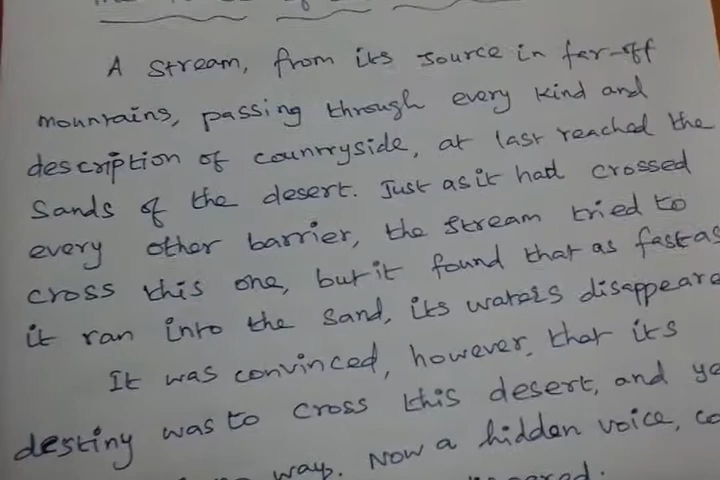 A stream, from its source in far-off
mountains, passing through every kind and
description of countryside, at last reached the
Sands of the desert. Just as it had crossed
every other barrier, the stream tried to
cross this one, but it found that as fast as
it ran into the sand, its waters disappeare
It was convinced, however, that its
destiny was to cross this desert, and ye
way. Now a hidden voice, co